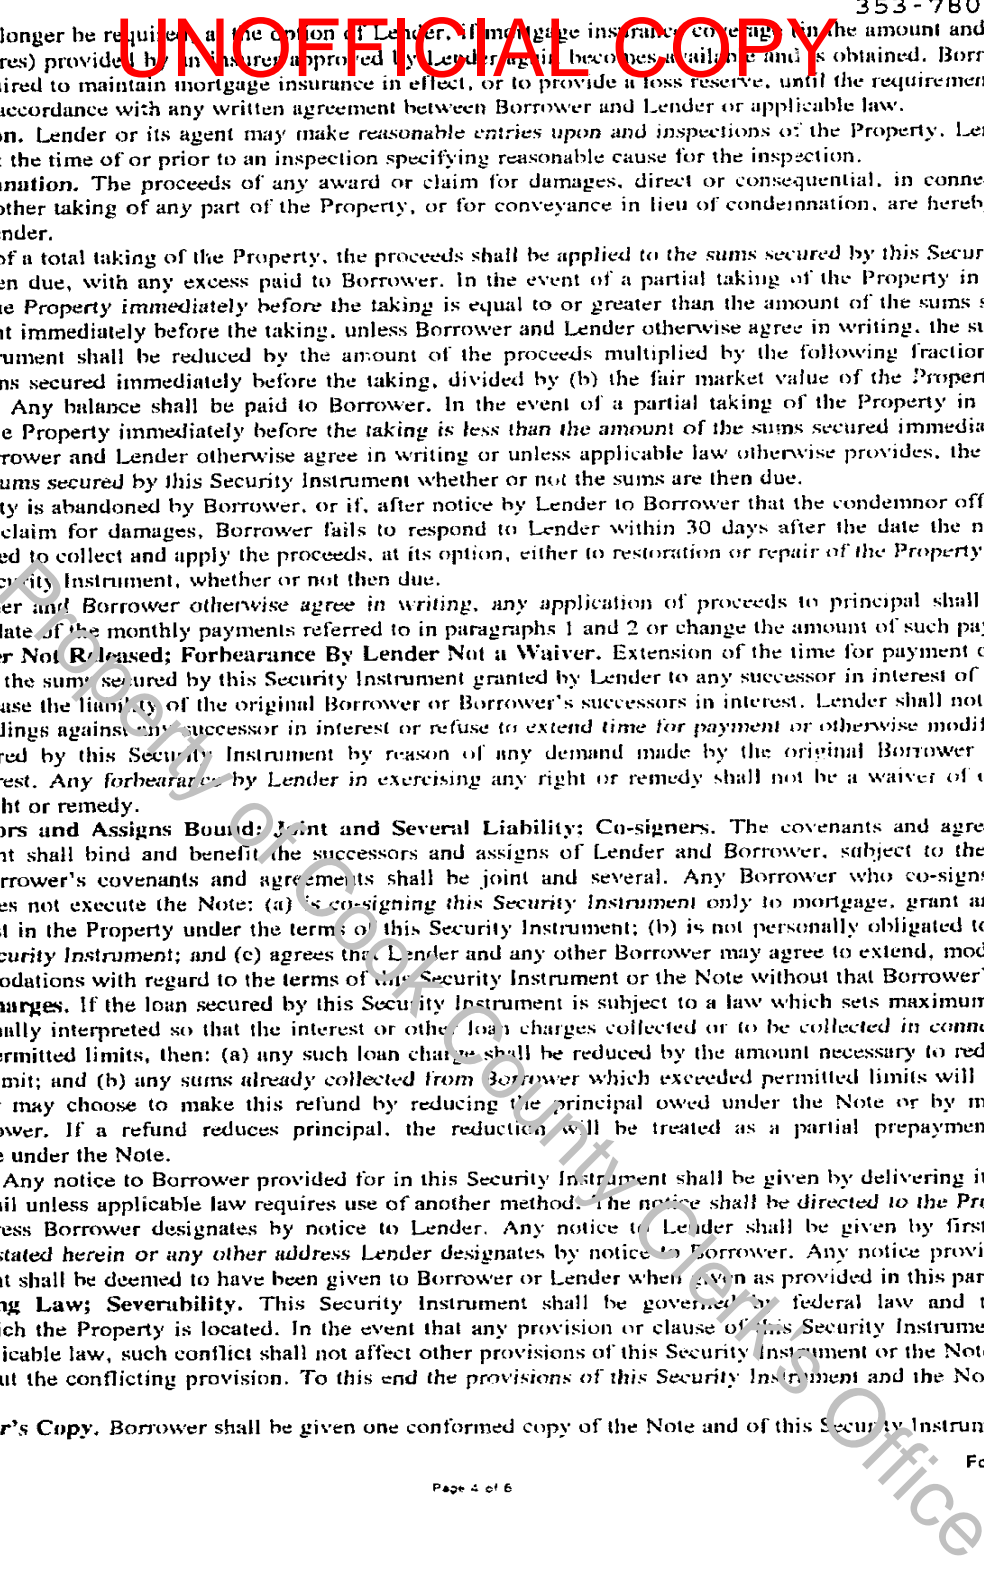 353-780
UNOFFICIAL COPY
longer be required, at the option of Lender, if mortgage insurance coverage (in the amount and
res) provided by an insurer approved by Lender again becomes available and is obtained. Borr
ired to maintain mortgage insurance in effect, or to provide a loss reserve, until the requiremen
accordance with any written agreement between Borrower and Lender or applicable law.
on. Lender or its agent may make reasonable entries upon and inspections of the Property. Le
t the time of or prior to an inspection specifying reasonable cause for the inspection.
nation. The proceeds of any award or claim for damages, direct or consequential, in conne
other taking of any part of the Property, or for conveyance in lieu of condemnation, are hereb
nder.
of a total taking of the Property, the proceeds shall be applied to the sums secured by this Secur
en due, with any excess paid to Borrower. In the event of a partial taking of the Property in
e Property immediately before the taking is equal to or greater than the amount of the sums s
nt immediately before the taking, unless Borrower and Lender otherwise agree in writing, the su
rument shall be reduced by the amount of the proceeds multiplied by the following fraction
ns secured immediately before the taking, divided by (b) the fair market value of the Propert
Any balance shall be paid to Borrower. In the event of a partial taking of the Property in
e Property immediately before the taking is less than the amount of the sums secured immedia
rrower and Lender otherwise agree in writing or unless applicable law otherwise provides, the
ums secured by this Security Instrument whether or not the sums are then due.
ty is abandoned by Borrower, or if, after notice by Lender to Borrower that the condemnor off
claim for damages, Borrower fails to respond to Lender within 30 days after the date the n
ed to collect and apply the proceeds, at its option, either to restoration or repair of the Property
curity Instrument, whether or not then due.
er and Borrower otherwise agree in writing, any application of proceeds to principal shall
date of the monthly payments referred to in paragraphs 1 and 2 or change the amount of such pa
er Not Released; Forbearance By Lender Not a Waiver. Extension of the time for payment o
the sums secured by this Security Instrument granted by Lender to any successor in interest of
ase the liability of the original Borrower or Borrower's successors in interest. Lender shall not
dings against any successor in interest or refuse to extend time for payment or otherwise modif
red by this Security Instrument by reason of any demand made by the original Borrower
rest. Any forbearance by Lender in exercising any right or remedy shall not be a waiver of o
ht or remedy.
ors and Assigns Bound; Joint and Several Liability; Co-signers. The covenants and agre
nt shall bind and benefit the successors and assigns of Lender and Borrower, subject to the
rrower's covenants and agreements shall be joint and several. Any Borrower who co-signs
es not execute the Note: (a) is co-signing this Security Instrument only to mortgage, grant a
st in the Property under the terms of this Security Instrument; (b) is not personally obligated t
curity Instrument; and (c) agrees that Lender and any other Borrower may agree to extend, mod
odations with regard to the terms of this Security Instrument or the Note without that Borrower'
harges. If the loan secured by this Security Instrument is subject to a law which sets maximum
nally interpreted so that the interest or other loan charges collected or to be collected in conne
ermitted limits, then: (a) any such loan charge shall be reduced by the amount necessary to red
mit; and (b) any sums already collected from Borrower which exceeded permitted limits will
r may choose to make this refund by reducing the principal owed under the Note or by m
ower. If a refund reduces principal, the reduction will be treated as a partial prepaymen
e under the Note.
Any notice to Borrower provided for in this Security Instrument shall be given by delivering it
il unless applicable law requires use of another method. The notice shall be directed to the Pro
ress Borrower designates by notice to Lender. Any notice to Lender shall be given by first
stated herein or any other address Lender designates by notice to Borrower. Any notice provi
nt shall be deemed to have been given to Borrower or Lender when given as provided in this par
ng Law; Severability. This Security Instrument shall be governed by federal law and t
ich the Property is located. In the event that any provision or clause of this Security Instrume
licable law, such conflict shall not affect other provisions of this Security Instrument or the Not
ut the conflicting provision. To this end the provisions of this Security Instrument and the No
r's Copy. Borrower shall be given one conformed copy of the Note and of this Security Instrum
Fo
Page 4 of 6
Property of Cook County Clerk's Office